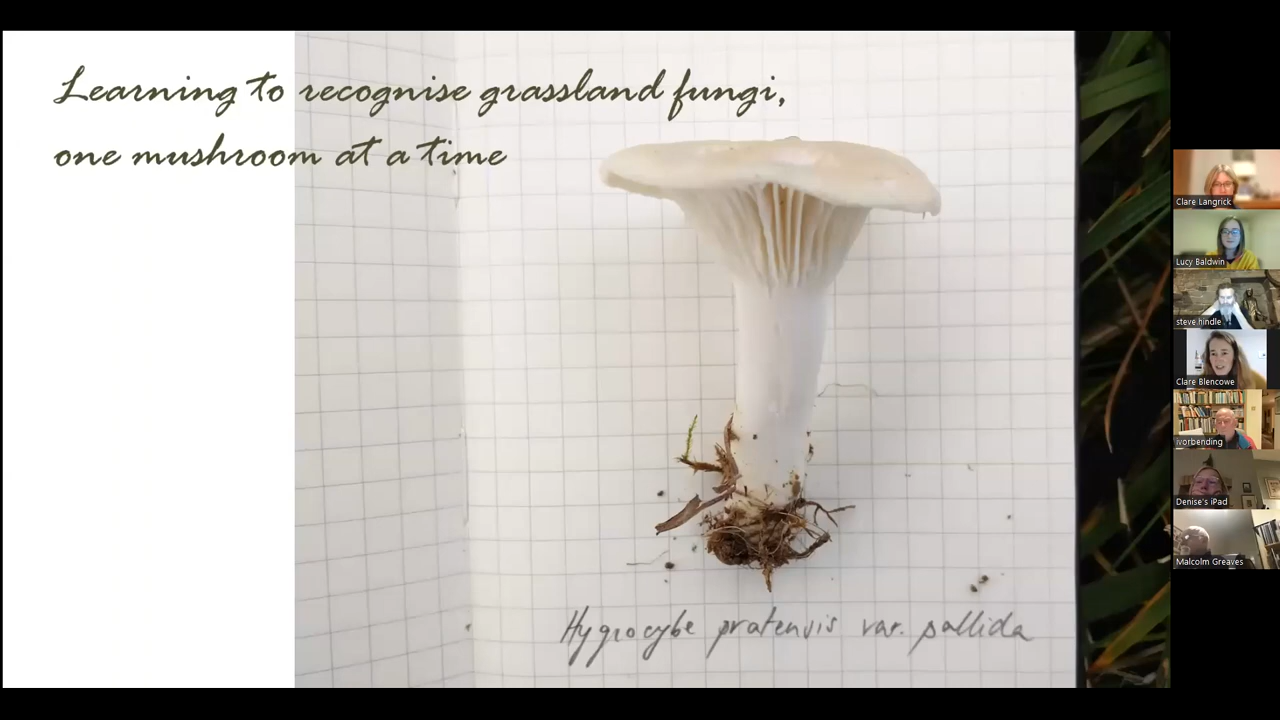 Learning to recognise grassland fungi,
one mushroom at a time
Hygrocybe pratensis var. pallida
Clare Langrick
Lucy Baldwin
steve hindle
Clare Blencowe
ivorbending
Denise's iPad
Malcolm Greaves